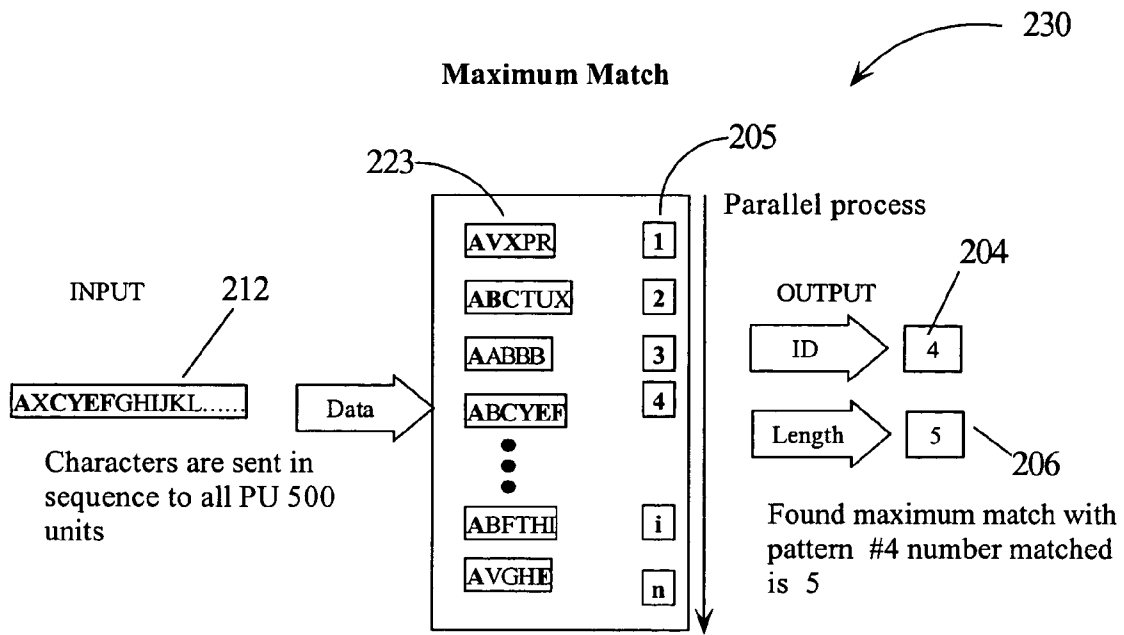 230
Maximum Match
205
223
Parallel process
AVXPR
1
INPUT
212
ABCTUX
2
OUTPUT
204
AABBB
3
ID
4
AXCYEFGHIJKL......
Data
ABCYEF
4
Length
5
206
Characters are sent in
sequence to all PU 500
units
ABFTHI
i
Found maximum match with
pattern #4 number matched
is 5
AVGHE
n